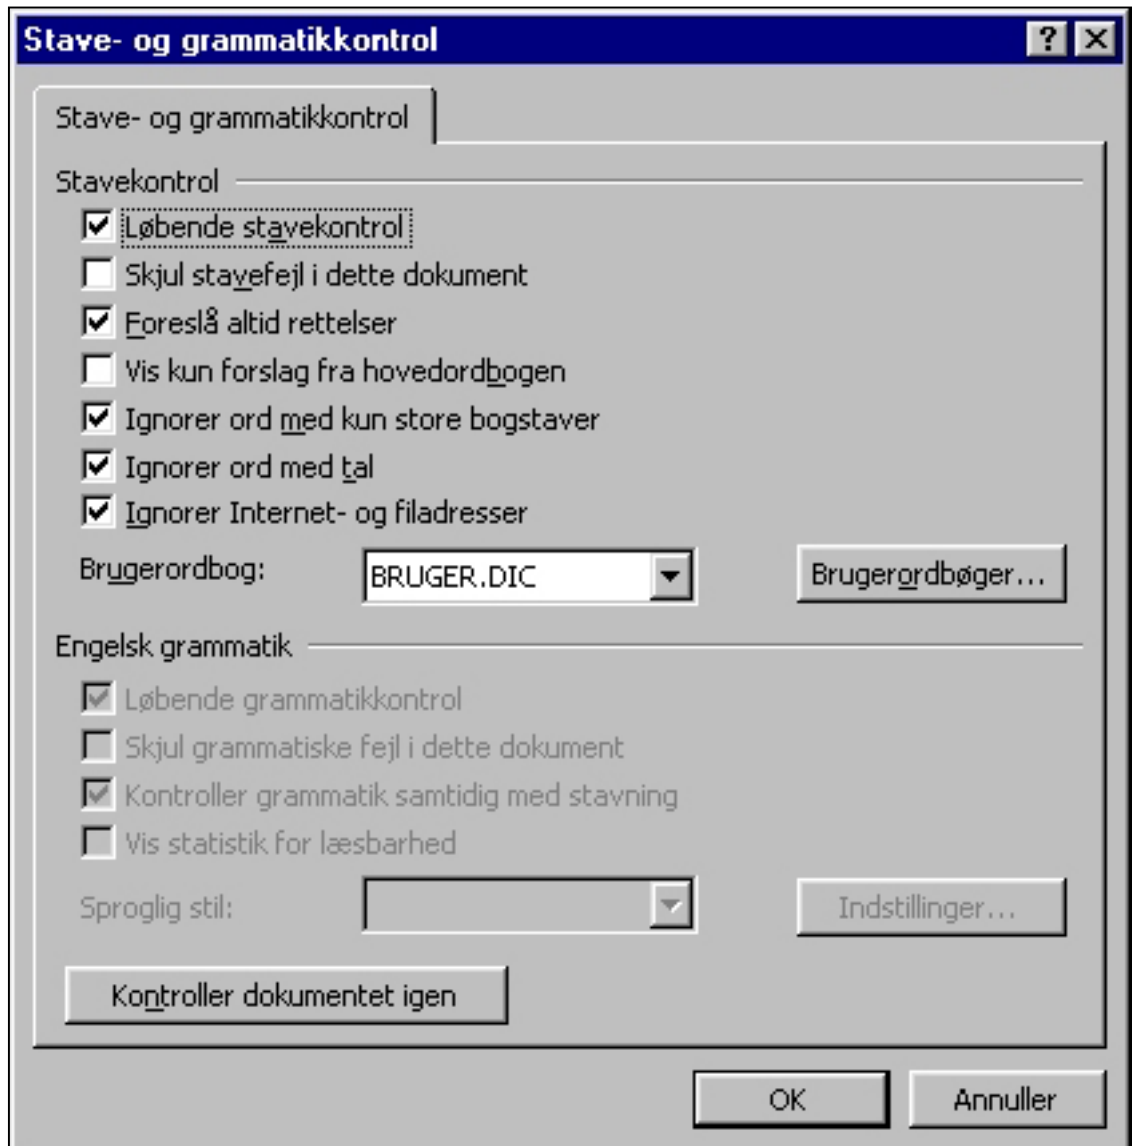 Stave- og grammatikkontrol
Stave- og grammatikkontrol
Stavekontrol
Løbende stavekontrol
Skjul stavefejl i dette dokument
Foreslå altid rettelser
Vis kun forslag fra hovedordbogen
Ignorer ord med kun store bogstaver
Ignorer ord med tal
Ignorer Internet- og filadresser
Brugerordbog: BRUGER.DIC Brugerordbøger...
Engelsk grammatik
Løbende grammatikkontrol
Skjul grammatiske fejl i dette dokument
Kontroller grammatik samtidig med stavning
Vis statistik for læsbarhed
Sproglig stil: Indstillinger...
Kontroller dokumentet igen
OK Annuller